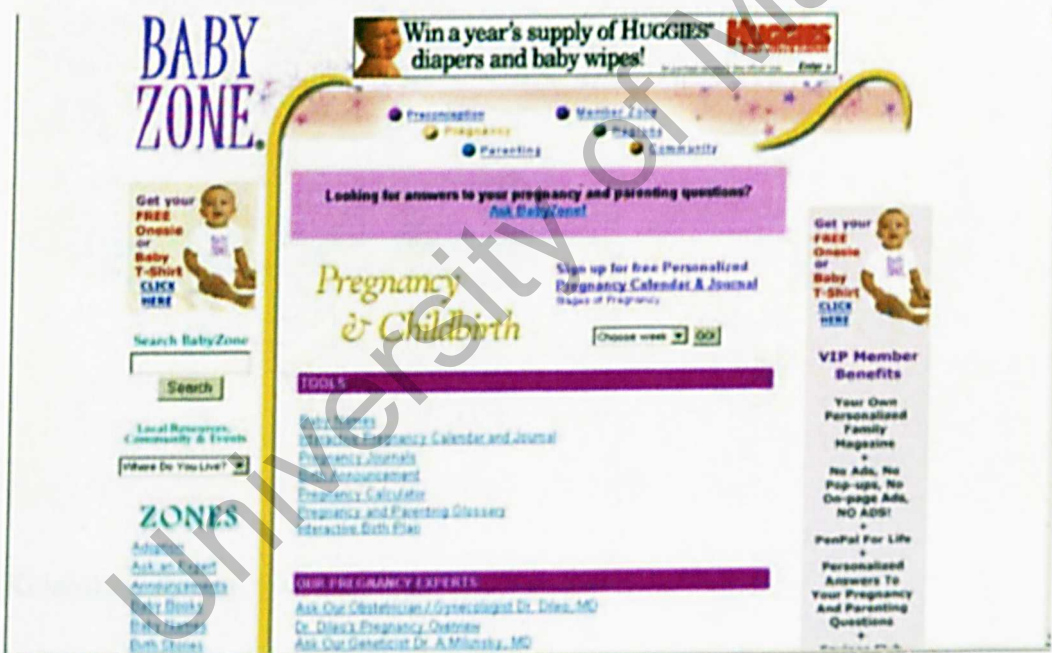 BABY
ZONE
Win a year's supply of HUGGIES®
diapers and baby wipes!
HUGGIES
Enter >
Preconception
Member Zone
Pregnancy
Regions
Parenting
Community
Looking for answers to your pregnancy and parenting questions?
Ask BabyZone!
Get your
FREE
Onesie
or
Baby
T-Shirt
CLICK
HERE
Search BabyZone
Search
Local Resources,
Community & Events
Where Do You Live?
ZONES
Adoption
Ask an Expert
Announcements
Baby Books
Baby Names
Birth Stories
Pregnancy
& Childbirth
Sign up for free Personalized
Pregnancy Calendar & Journal
Stages of Pregnancy
Choose week
GO!
TOOLS
Baby Names
Interactive Pregnancy Calendar and Journal
Pregnancy Journals
Birth Announcement
Pregnancy Calculator
Pregnancy and Parenting Glossary
Interactive Birth Plan
OUR PREGNANCY EXPERTS
Ask Our Obstetrician / Gynecologist Dr. Dileo, MD
Dr. Dileo's Pregnancy Overview
Ask Our Geneticist Dr. A Milunsky, MD
Get your
FREE
Onesie
or
Baby
T-Shirt
CLICK
HERE
VIP Member
Benefits
Your Own
Personalized
Family
Magazine
+
No Ads, No
Pop-ups, No
On-page Ads,
NO ADS!
+
PenPal For Life
+
Personalized
Answers To
Your Pregnancy
And Parenting
Questions
+
University of M